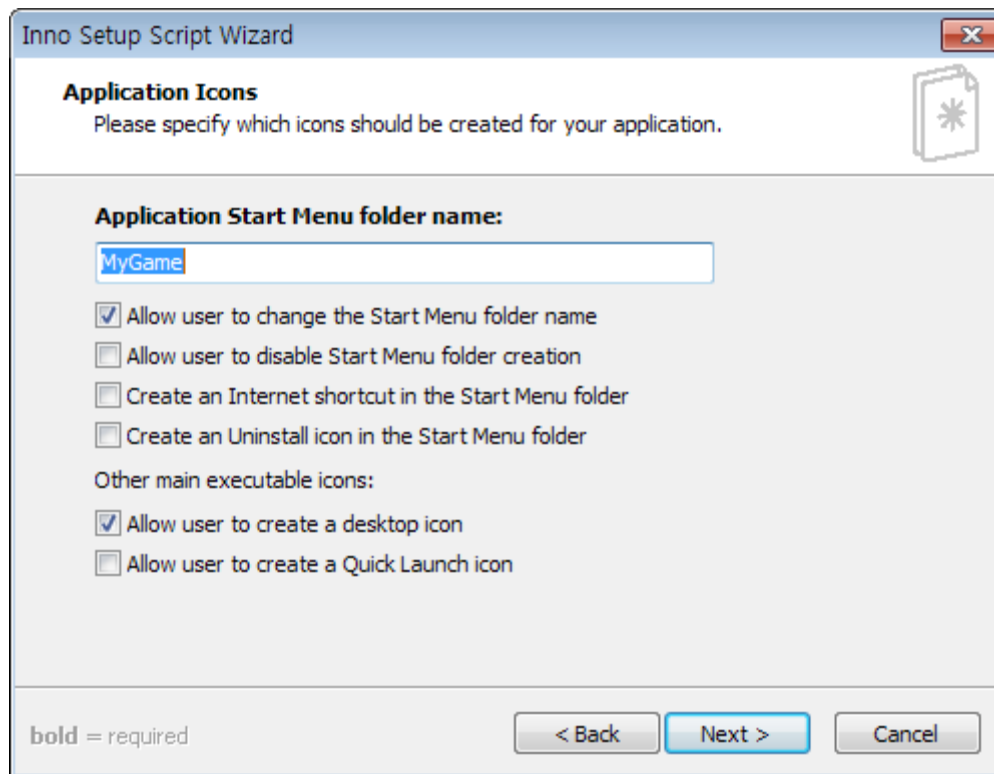 Inno Setup Script Wizard
Application Icons
Please specify which icons should be created for your application.
Application Start Menu folder name:
MyGame
Allow user to change the Start Menu folder name
Allow user to disable Start Menu folder creation
Create an Internet shortcut in the Start Menu folder
Create an Uninstall icon in the Start Menu folder
Other main executable icons:
Allow user to create a desktop icon
Allow user to create a Quick Launch icon
bold = required
< Back
Next >
Cancel